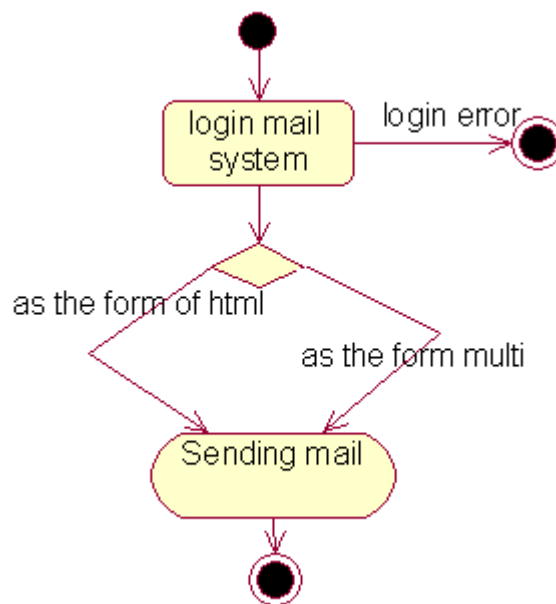 login error
login mail
system
as the form of html
as the form multi
Sending mail